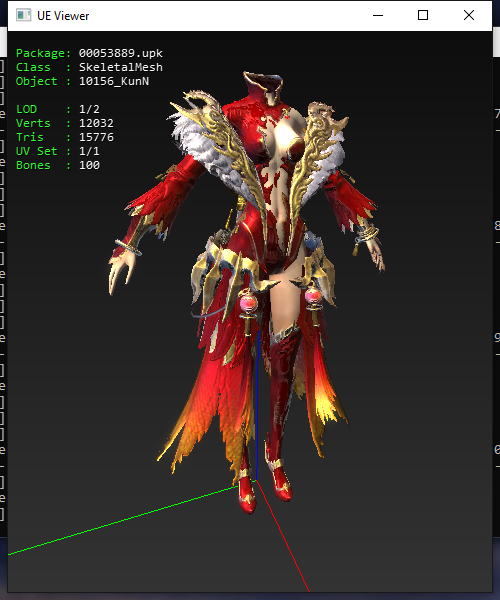 UE Viewer
Package: 00053889.upk
Class  : SkeletalMesh
Object : 10156_KunN
LOD    : 1/2
Verts  : 12032
Tris   : 15776
UV Set : 1/1
Bones  : 100